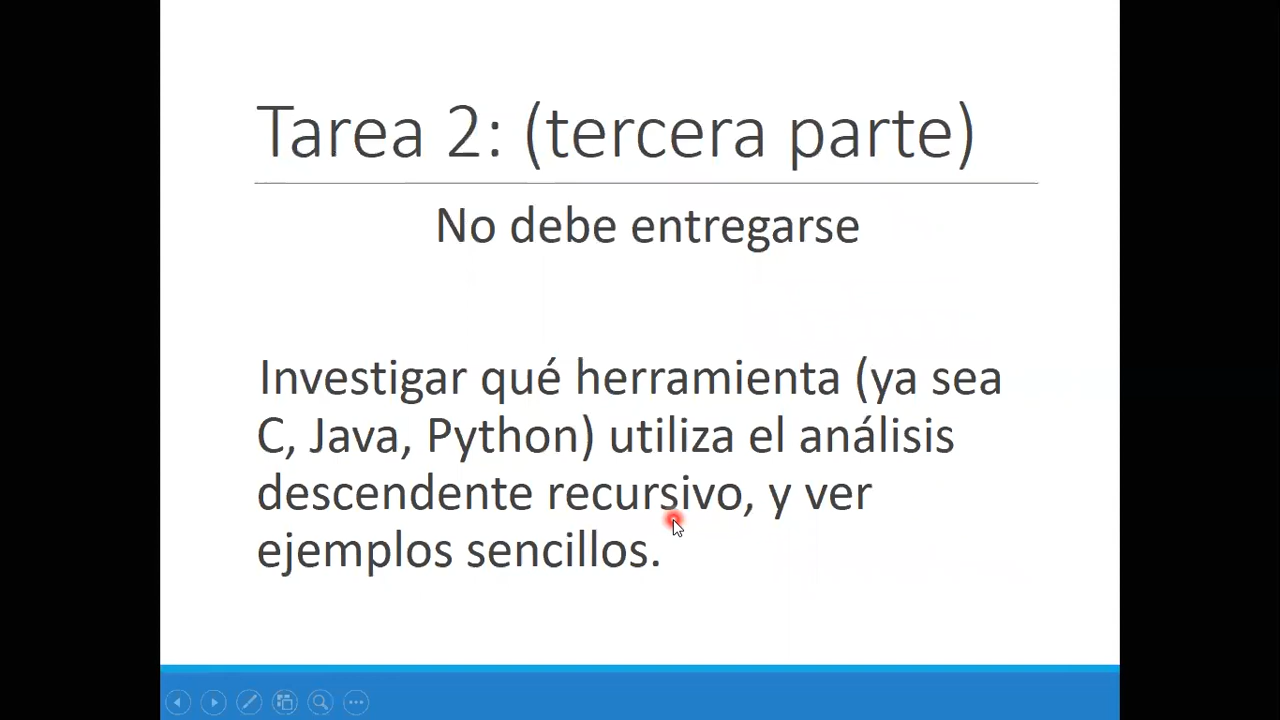 Tarea 2: (tercera parte)
No debe entregarse
Investigar qué herramienta (ya sea
C, Java, Python) utiliza el análisis
descendente recursivo, y ver
ejemplos sencillos.